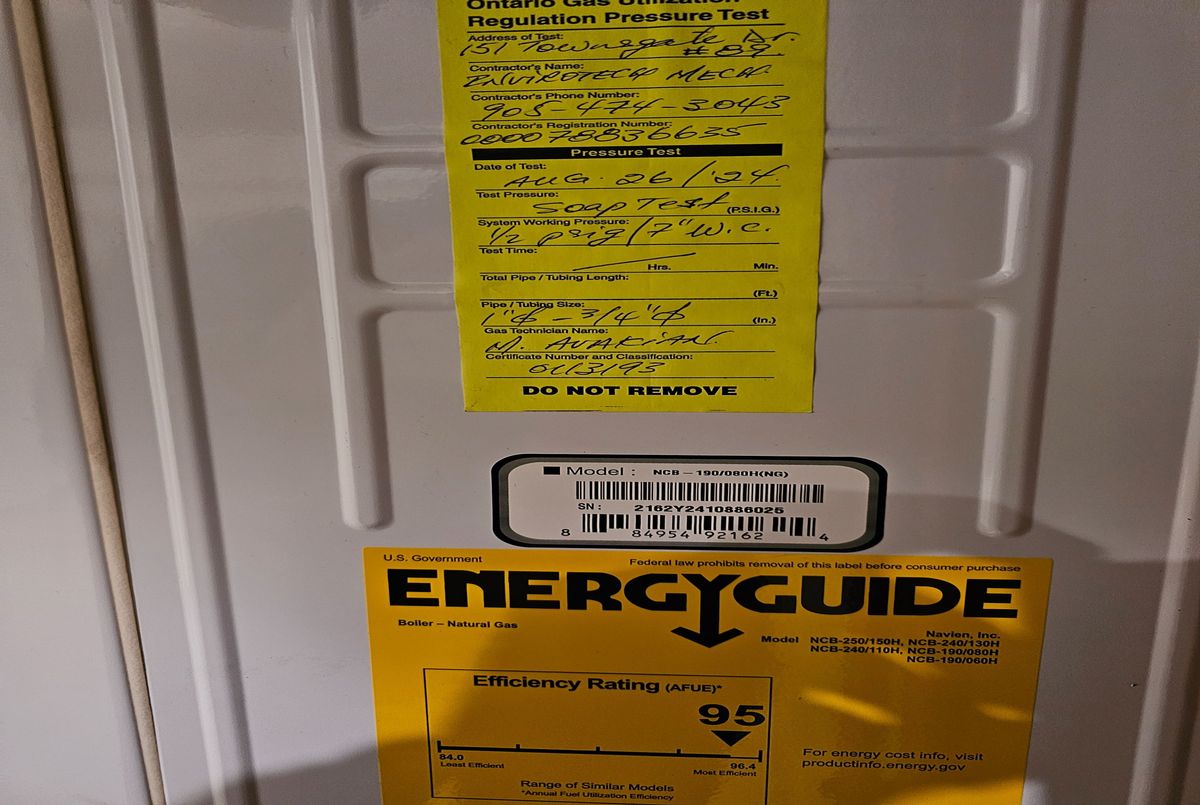 Ontario Gas Utilization
Regulation Pressure Test
Address of Test:
151 Townsgate Dr.
#89
Contractor's Name:
ENVIROTECH MECH.
Contractor's Phone Number:
905-474-3043
Contractor's Registration Number:
000078836635
Pressure Test
Date of Test:
AUG. 26/'24
Test Pressure:
Soap Test (P.S.I.G.)
System Working Pressure:
1/2 psig/7" W.C.
Test Time:
Hrs. Min.
Total Pipe / Tubing Length:
(Ft.)
Pipe / Tubing Size:
1"ϕ - 3/4"ϕ (In.)
Gas Technician Name:
M. AVAKIAN.
Certificate Number and Classification:
DO NOT REMOVE
Model : NCB-190/080H(NG)
SN : 2162Y2410886025
8 84954 92162 4
U.S. Government
Federal law prohibits removal of this label before consumer purchase
ENERGYGUIDE
Boiler – Natural Gas
Navien, Inc.
Model NCB-250/150H, NCB-240/130H
NCB-240/110H, NCB-190/080H
NCB-190/060H
Efficiency Rating (AFUE)*
95
84.0
Least Efficient
96.4
Most Efficient
Range of Similar Models
*Annual Fuel Utilization Efficiency
For energy cost info, visit
productinfo.energy.gov